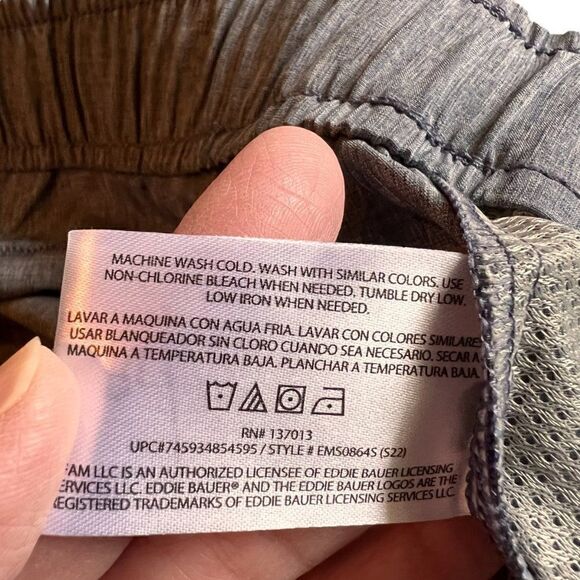 MACHINE WASH COLD. WASH WITH SIMILAR COLORS. USE
NON-CHLORINE BLEACH WHEN NEEDED. TUMBLE DRY LOW.
LOW IRON WHEN NEEDED.
LAVAR A MAQUINA CON AGUA FRIA. LAVAR CON COLORES SIMILARES
USAR BLANQUEADOR SIN CLORO CUANDO SEA NECESARIO. SECAR A
MAQUINA A TEMPERATURA BAJA. PLANCHAR A TEMPERATURA BAJA.
RN# 137013
UPC#745934854595 / STYLE # EMS0864S (S22)
FAM LLC IS AN AUTHORIZED LICENSEE OF EDDIE BAUER LICENSING
SERVICES LLC. EDDIE BAUER® AND THE EDDIE BAUER LOGOS ARE THE
REGISTERED TRADEMARKS OF EDDIE BAUER LICENSING SERVICES LLC.